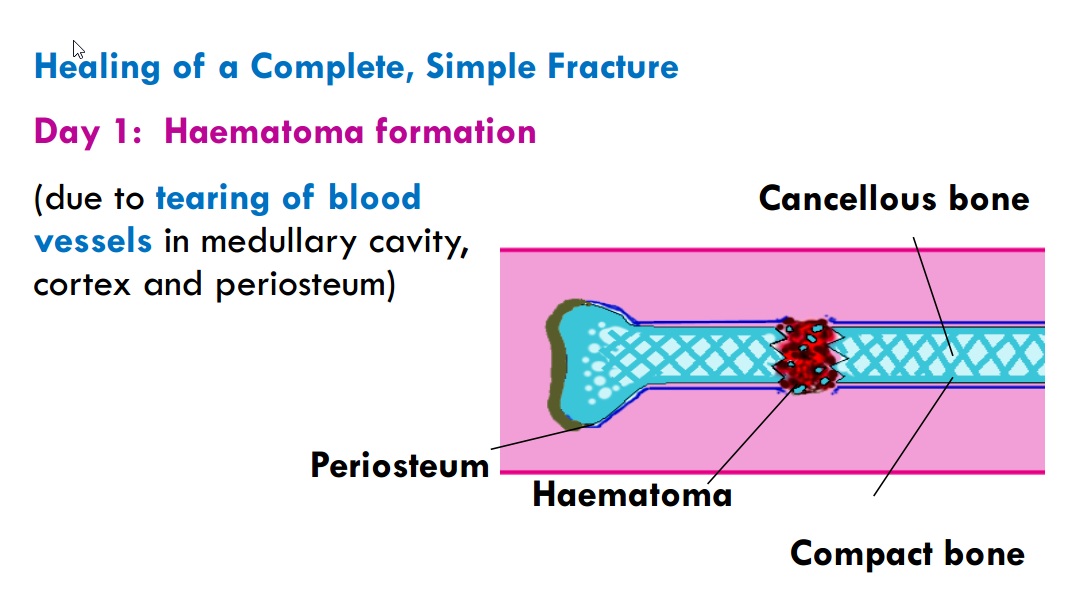 Healing of a Complete, Simple Fracture
Day 1: Haematoma formation
(due to tearing of blood
vessels in medullary cavity,
cortex and periosteum)
Cancellous bone
Periosteum
Haematoma
Compact bone